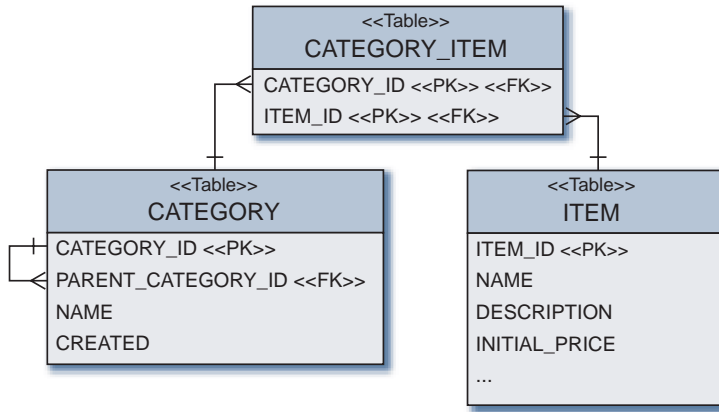 <<Table>>
CATEGORY_ITEM
CATEGORY_ID <<PK>> <<FK>>
ITEM_ID <<PK>> <<FK>>
<<Table>>
CATEGORY
CATEGORY_ID <<PK>>
PARENT_CATEGORY_ID <<FK>>
NAME
CREATED
<<Table>>
ITEM
ITEM_ID <<PK>>
NAME
DESCRIPTION
INITIAL_PRICE
...